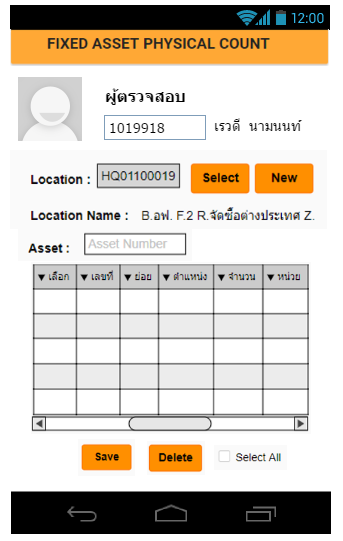 12:00
FIXED ASSET PHYSICAL COUNT
ผู้ตรวจสอบ
1019918 เรวดี นามนนท์
Location : HQ01100019 Select New
Location Name : B.อฟ. F.2 R.จัดซื้อต่างประเทศ Z.
Asset : Asset Number
▼ เลือก ▼ เลขที่ ▼ ย่อย ▼ ตำแหน่ง ▼ จำนวน ▼ หน่วย
Save Delete Select All